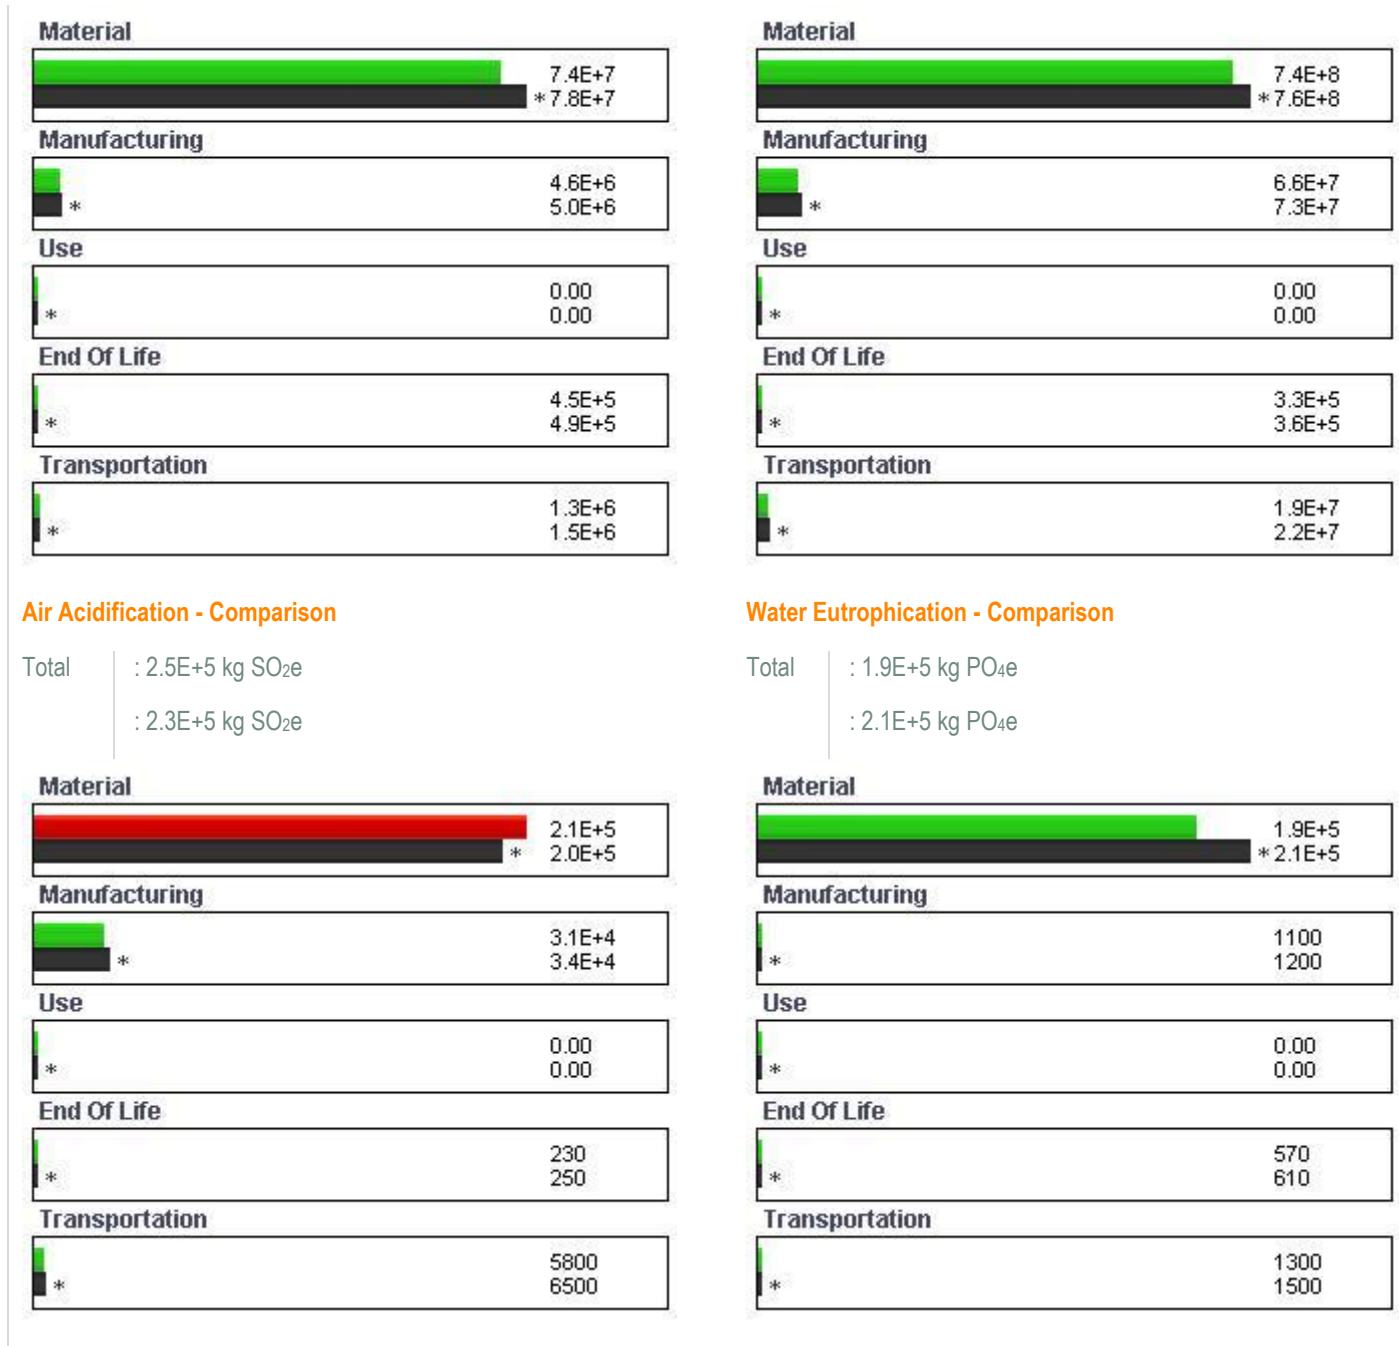 Material
7.4E+7
*7.8E+7
Manufacturing
4.6E+6
* 5.0E+6
Use
0.00
* 0.00
End Of Life
4.5E+5
* 4.9E+5
Transportation
1.3E+6
* 1.5E+6
Material
7.4E+8
*7.6E+8
Manufacturing
6.6E+7
* 7.3E+7
Use
0.00
* 0.00
End Of Life
3.3E+5
* 3.6E+5
Transportation
1.9E+7
* 2.2E+7
Air Acidification - Comparison
Total : 2.5E+5 kg SO2e
: 2.3E+5 kg SO2e
Material
2.1E+5
* 2.0E+5
Manufacturing
3.1E+4
* 3.4E+4
Use
0.00
* 0.00
End Of Life
230
* 250
Transportation
5800
* 6500
Water Eutrophication - Comparison
Total : 1.9E+5 kg PO4e
: 2.1E+5 kg PO4e
Material
1.9E+5
*2.1E+5
Manufacturing
1100
* 1200
Use
0.00
* 0.00
End Of Life
570
* 610
Transportation
1300
* 1500